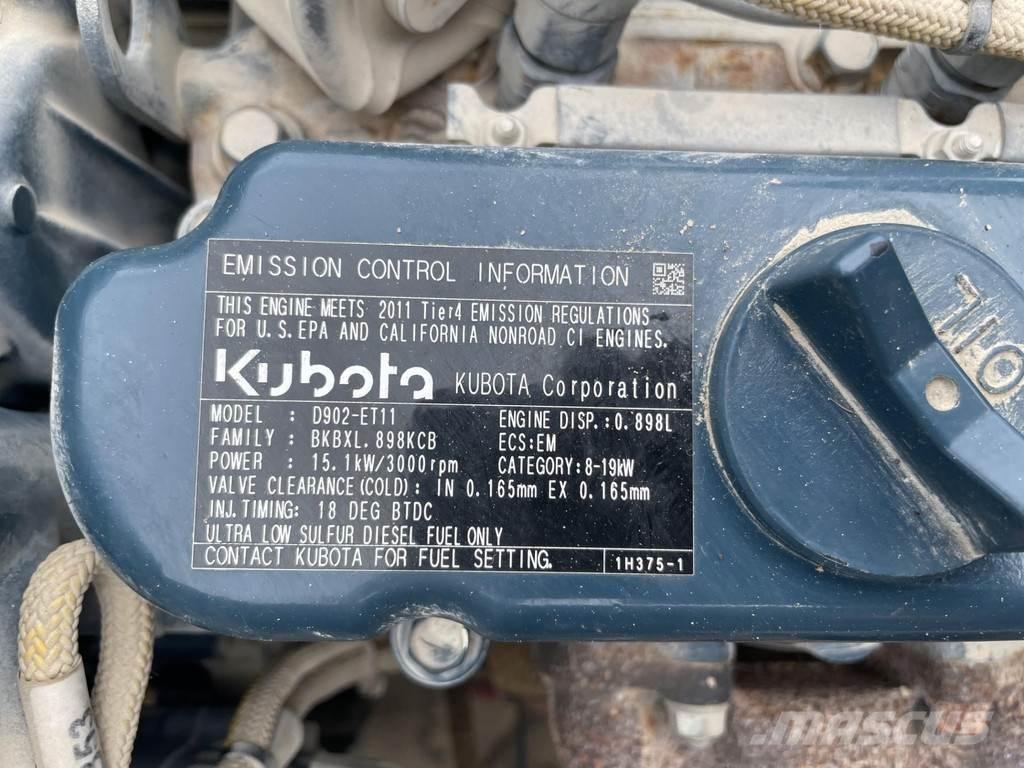 EMISSION CONTROL INFORMATION
THIS ENGINE MEETS 2011 Tier4 EMISSION REGULATIONS
FOR U.S.EPA AND CALIFORNIA NONROAD CI ENGINES.
Kubota KUBOTA Corporation
MODEL : D902-ET11 ENGINE DISP.:0.898L
FAMILY : BKBXL.898KCB ECS:EM
POWER : 15.1kW/3000rpm CATEGORY:8-19kW
VALVE CLEARANCE(COLD): IN 0.165mm EX 0.165mm
INJ.TIMING: 18 DEG BTDC
ULTRA LOW SULFUR DIESEL FUEL ONLY
CONTACT KUBOTA FOR FUEL SETTING. 1H375-1
OIL
MASCUS